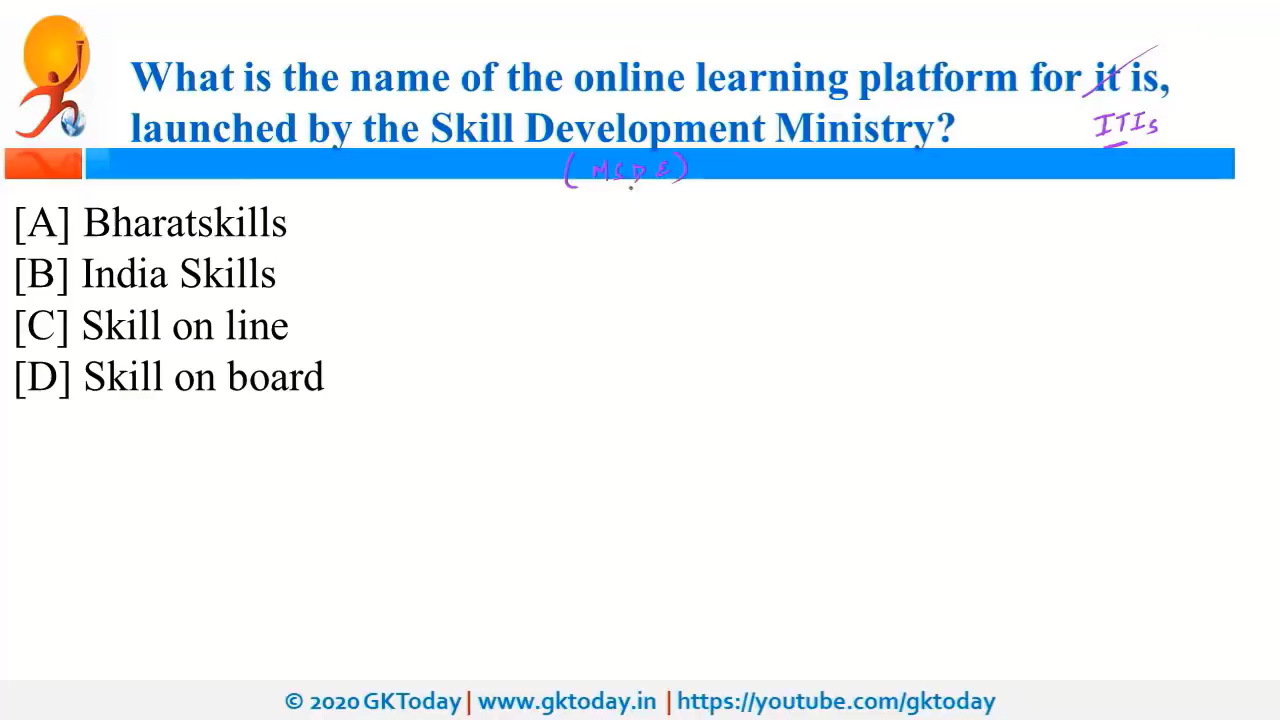 What is the name of the online learning platform for it is,
ITIs
launched by the Skill Development Ministry?
(MSDE)
[A] Bharatskills
[B] India Skills
[C] Skill on line
[D] Skill on board
© 2020 GKToday | www.gktoday.in | https://youtube.com/gktoday